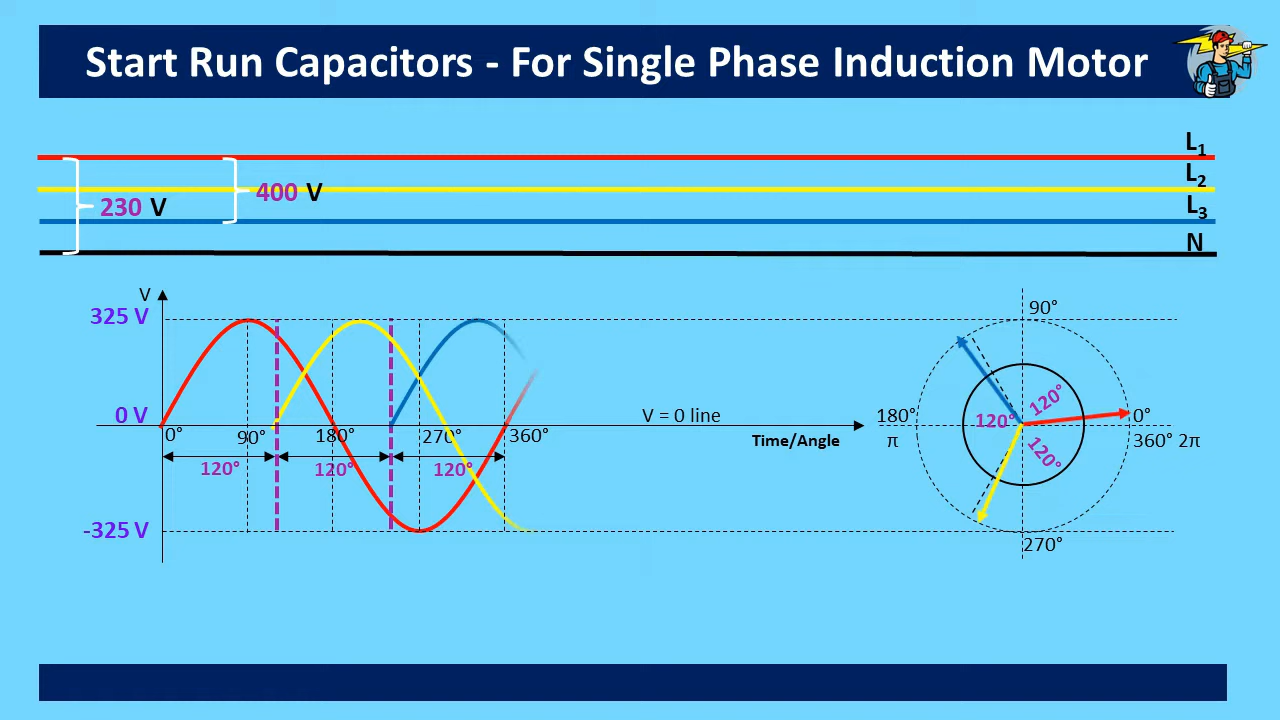 Start Run Capacitors - For Single Phase Induction Motor
L1
L2
400 V
230 V
L3
N
V
325 V
90°
0 V
V = 0 line
180°
0°
120°
120°
120°
0°
90°
180°
270°
360°
Time/Angle
π
360° 2π
120°
120°
120°
-325 V
270°